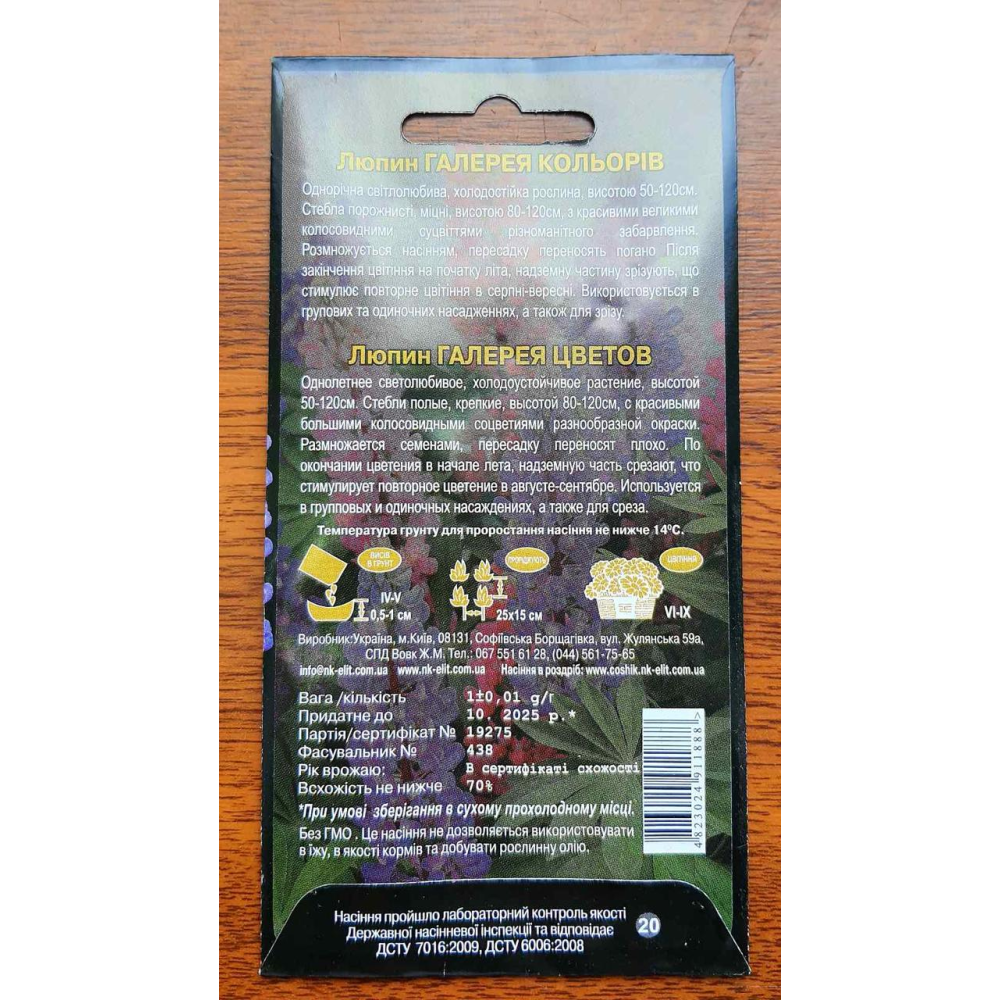 Люпин ГАЛЕРЕЯ КОЛЬОРІВ
Однорічна світлолюбива, холодостійка рослина, висотою 50-120см.
Стебла порожнисті, міцні, висотою 80-120см, з красивими великими
колосовидними суцвіттями різноманітного забарвлення.
Розмножується насінням, пересадку переносять погано Після
закінчення цвітіння на початку літа, надземну частину зрізують, що
стимулює повторне цвітіння в серпні-вересні. Використовується в
групових та одиночних насадженнях, а також для зрізу.
Люпин ГАЛЕРЕЯ ЦВЕТОВ
Однолетнее светолюбивое, холодоустойчивое растение, высотой
50-120см. Стебли полые, крепкие, высотой 80-120см, с красивыми
большими колосовидными соцветиями разнообразной окраски.
Размножается семенами, пересадку переносят плохо. По
окончании цветения в начале лета, надземную часть срезают, что
стимулирует повторное цветение в августе-сентябре. Используется
в групповых и одиночных насаждениях, а также для среза.
Температура грунту для проростання насіння не нижче 14⁰С.
ВИСІВ
В ГРУНТ
ПРОРІДЖУЮТЬ
ЦВІТІННЯ
IV-V
0,5-1 см
25х15 см
VI-IX
Виробник:Україна, м.Київ, 08131, Софіївська Борщагівка, вул. Жулянська 59а,
СПД Вовк Ж.М. Тел.: 067 551 61 28, (044) 561-75-65
info@nk-elit.com.ua www.nk-elit.com.ua Насіння в роздріб: www.coshik.nk-elit.com.ua
Вага /кількість 1±0,01 g/г
Придатне до 10. 2025 р.*
Партія/сертифікат № 19275
Фасувальник № 438
Рік врожаю: В сертифікаті схожості
Всхожість не нижче 70%
*При умові зберігання в сухому прохолодному місці.
Без ГМО . Це насіння не дозволяється використовувати
в їжу, в якості кормів та добувати рослинну олію.
4823024911888
Насіння пройшло лабораторний контроль якості
Державної насінневої інспекції та відповідає
ДСТУ 7016:2009, ДСТУ 6006:2008
20